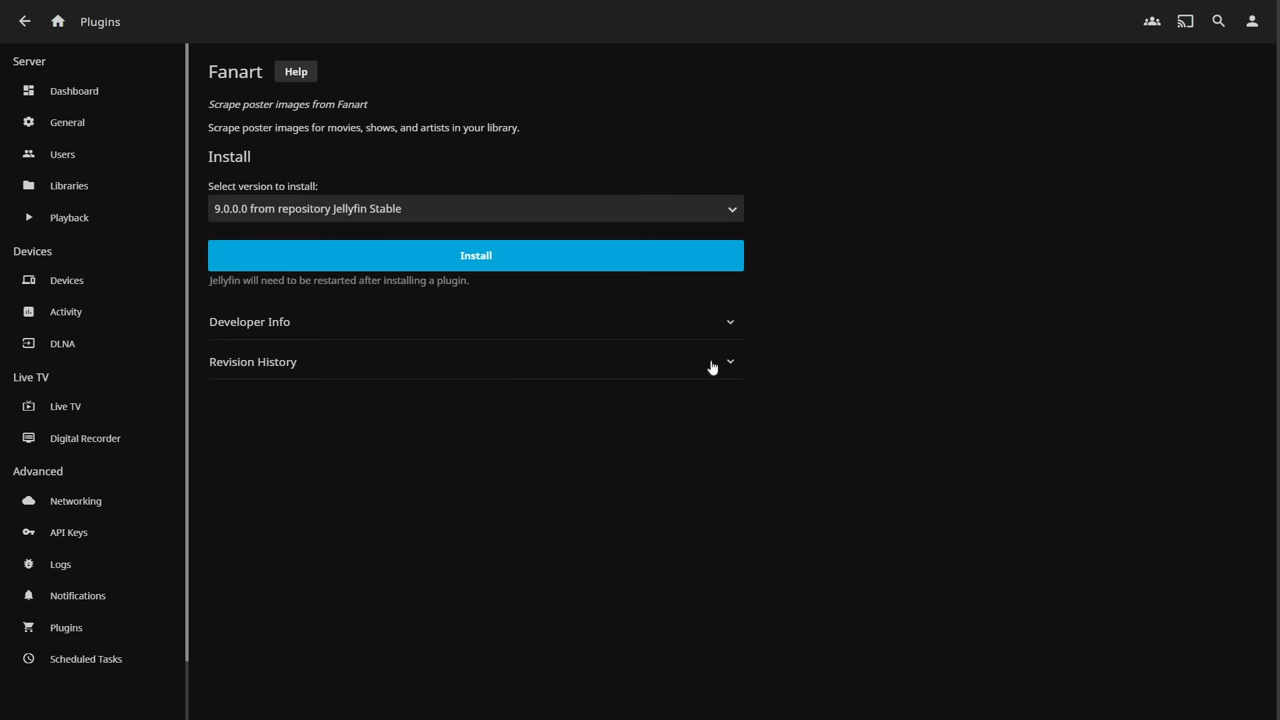 Plugins
Server
Dashboard
General
Users
Libraries
Playback
Devices
Devices
Activity
DLNA
Live TV
Live TV
Digital Recorder
Advanced
Networking
API Keys
Logs
Notifications
Plugins
Scheduled Tasks
Fanart Help
Scrape poster images from Fanart
Scrape poster images for movies, shows, and artists in your library.
Install
Select version to install:
9.0.0.0 from repository Jellyfin Stable
Install
Jellyfin will need to be restarted after installing a plugin.
Developer Info
Revision History